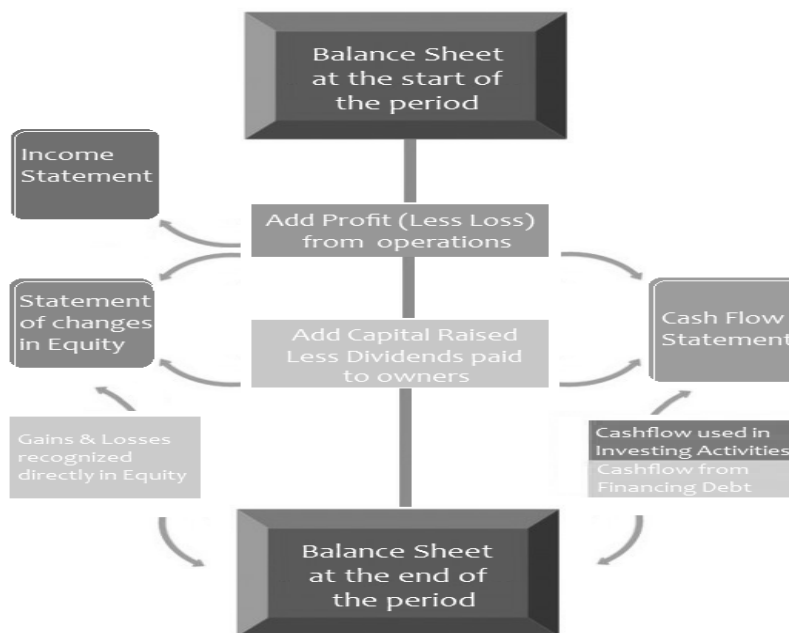 Balance Sheet
at the start of
the period
Income
Statement
Add Profit (Less Loss)
from operations
Statement
of changes
in Equity
Add Capital Raised
Less Dividends paid
to owners
Cash Flow
Statement
Gains & Losses
recognized
directly in Equity
Cashflow used in
Investing Activities
Cashflow from
Financing Debt
Balance Sheet
at the end of
the period